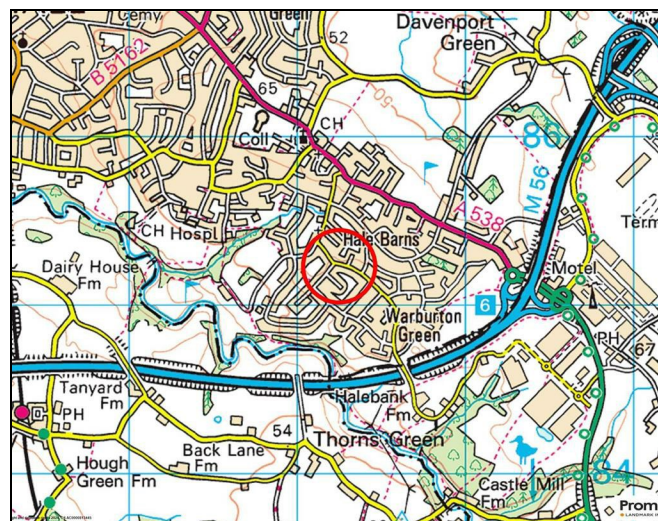 Cemy
Green
52
Davenport
Green
B 5162
65
50
CH
Coll
86
M 56
A 538
CH Hospl
Hale Barns
Term
Dairy House
Fm
Motel
6
Warburton
Green
PH
67
Tanyard
Fm
PH
Halebank
Fm
54
Thorns Green
Back Lane
Fm
Hough
Green Fm
84
Castle Mill
Fm
Prom
LANDMARK